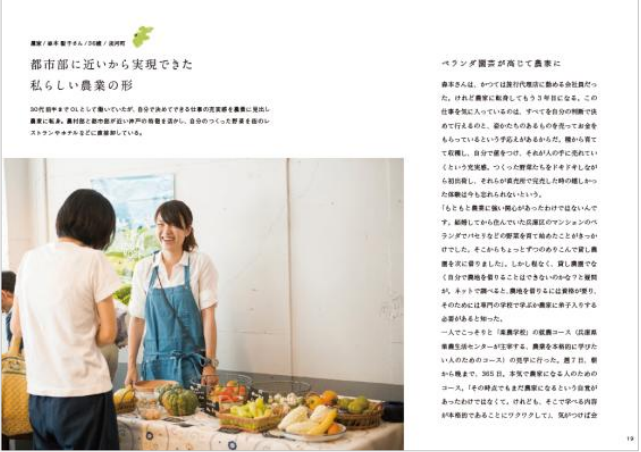 農家/森本聖子さん/36歳/淡河町
都市部に近いから実現できた
私らしい農業の形
30代前半までOLとして働いていたが、自分で決めてできる仕事の充実感を農業に見出し
農家に転身。農村部と都市部が近い神戸の特徴を活かし、自分のつくった野菜を街のレ
ストランやホテルなどに直接卸している。
ベランダ園芸が高じて農家に
森本さんは、かつては旅行代理店に勤める会社員だっ
た。けれど農家に転身してもう3年目になる。この
仕事を気に入っているのは、すべてを自分の判断で決
めて行えるのと、姿かたちのあるものを売ってお金を
もらっているという手応えがあるからだ。種から育て
て収穫し、自分で値をつけ、それが人の手に売れてい
くという充実感。つくった野菜たちをドキドキしなが
ら初出荷し、それらが直売所で完売した時の嬉しかっ
た体験は今も忘れられないという。
「もともと農業に強い関心があったわけではないんで
す。結婚してから住んでいた兵庫区のマンションのベ
ランダでパセリなどの野菜を育て始めたことがきっか
けでした。そこからちょっとずつのめりこんで貸し農
園を次に借りました」。しかし程なく、貸し農園でな
く自分で農地を借りることはできないのかな？と疑問
が。ネットで調べると、農地を借りるには資格が要り、
そのためには専門の学校で学ぶか農家に弟子入りする
必要があると知った。
一人でこっそりと「楽農学校」の就農コース（兵庫県
楽農生活センターが主宰する、農業を本格的に学びた
い人のためのコース）の見学に行った。週7日、朝
から晩まで、365日。本気で農家になる人のための
コース。「その時点でもまだ農家になるという自覚が
あったわけではなくて。けれども、そこで学べる内容
が本格的であることにワクワクして」。気がつけば会
19